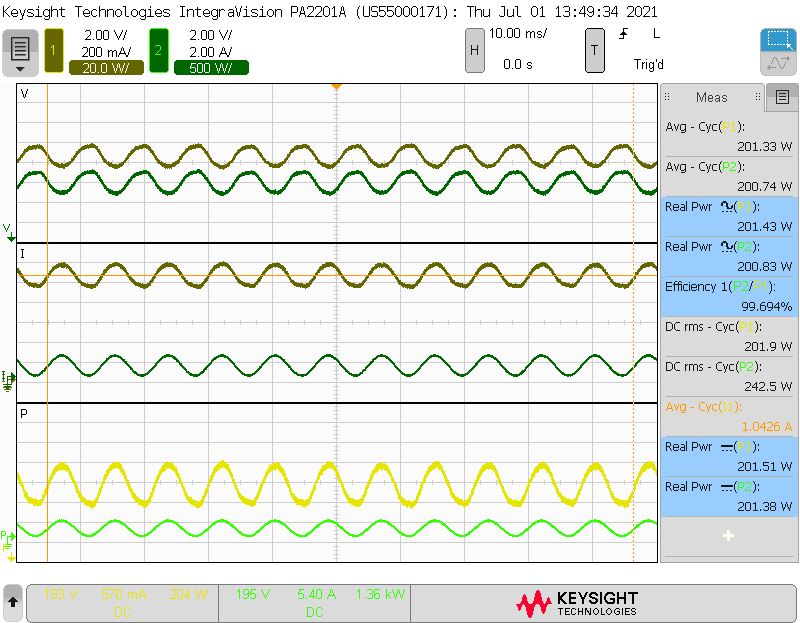 Keysight Technologies IntegraVision PA2201A (US55000171): Thu Jul 01 13:49:34 2021
1 2.00 V/ 2 2.00 V/ H 10.00 ms/ T L
200 mA/ 2.00 A/
20.0 W/ 500 W/ 0.0 s Trig'd
V
Meas
Avg - Cyc(P1):
201.33 W
Avg - Cyc(P2):
200.74 W
Real Pwr (P1):
201.43 W
Real Pwr (P2):
200.83 W
V
I
Efficiency 1(P2/P1):
99.694%
DC rms - Cyc(P1):
201.9 W
DC rms - Cyc(P2):
242.5 W
Avg - Cyc(I1):
1.0426 A
P
Real Pwr (P1):
201.51 W
Real Pwr (P2):
201.38 W
P
+
193 V 570 mA 204 W 196 V 5.40 A 1.36 kW
DC DC
KEYSIGHT
TECHNOLOGIES